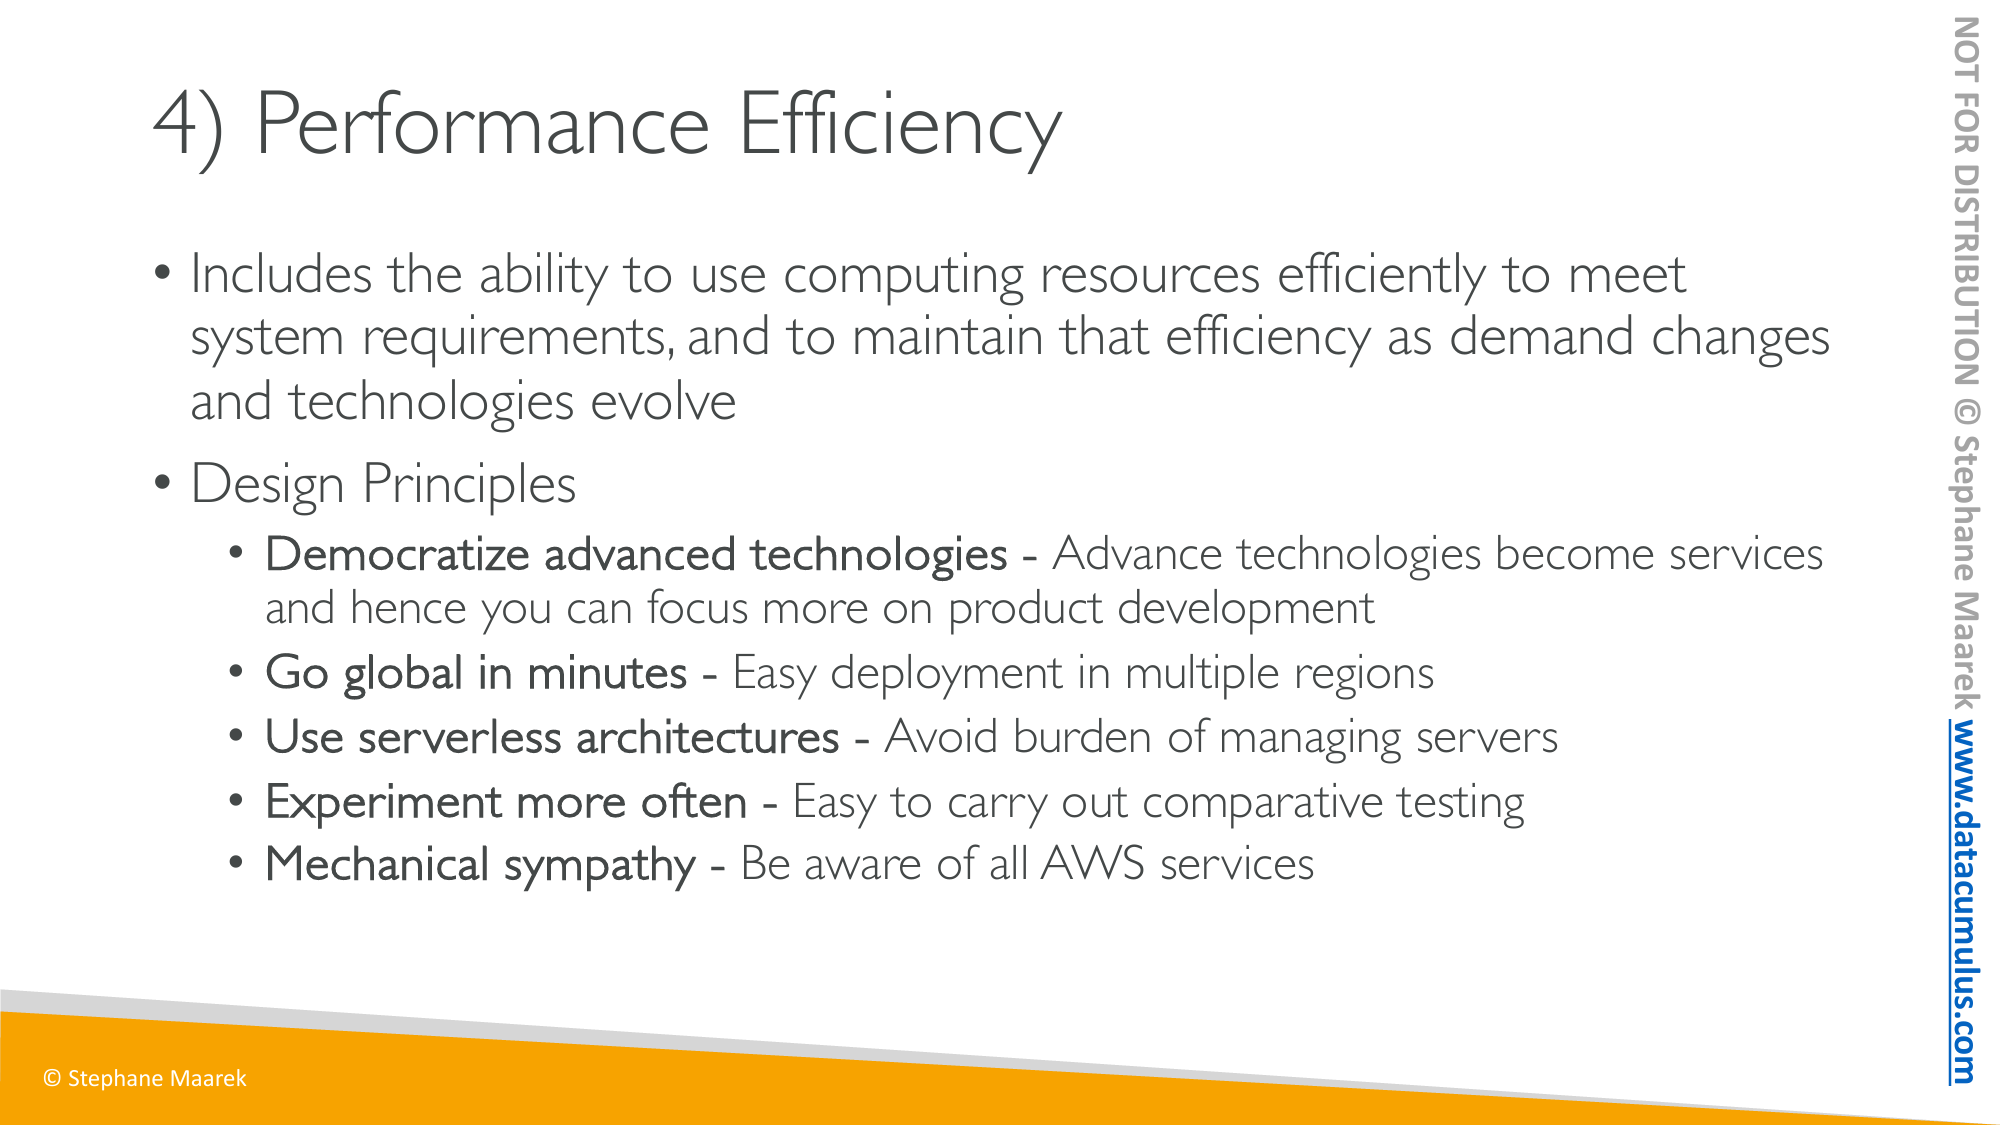 4) Performance Efficiency
• Includes the ability to use computing resources efficiently to meet
system requirements, and to maintain that efficiency as demand changes
and technologies evolve
• Design Principles
• Democratize advanced technologies - Advance technologies become services
and hence you can focus more on product development
• Go global in minutes - Easy deployment in multiple regions
• Use serverless architectures - Avoid burden of managing servers
• Experiment more often - Easy to carry out comparative testing
• Mechanical sympathy - Be aware of all AWS services
© Stephane Maarek
NOT FOR DISTRIBUTION © Stephane Maarek www.datacumulus.com